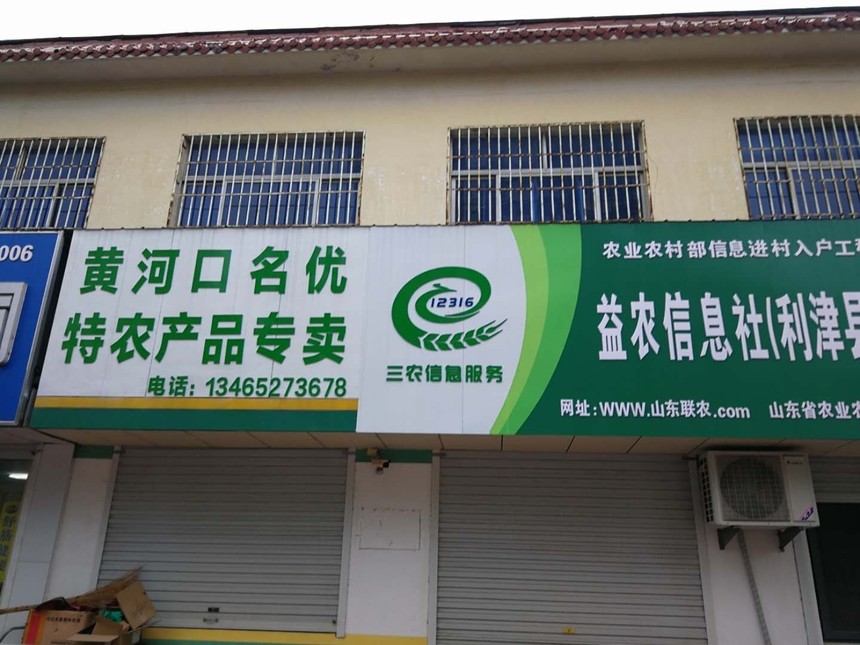 006
黄河口名优
特农产品专卖
电话：13465273678
12316
三农信息服务
农业农村部信息进村入户工
益农信息社(利津县
网址：WWW.山东联农.com 山东省农业农